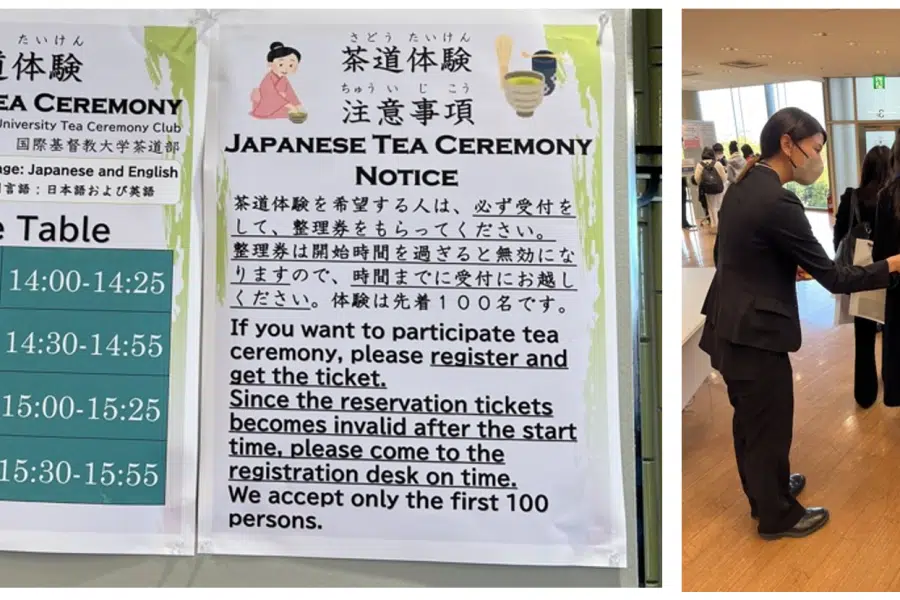 たいけん
道体験
EA CEREMONY
University Tea Ceremony Club
国際基督教大学茶道部
age: Japanese and English
言語：日本語および英語
e Table
14:00-14:25
14:30-14:55
15:00-15:25
15:30-15:55
さどう たいけん
茶道体験
ちゅう い じ こう
注意事項
JAPANESE TEA CEREMONY
NOTICE
茶道体験を希望する人は、必ず受付を
して、整理券をもらってください。
整理券は開始時間を過ぎると無効にな
りますので、時間までに受付にお越し
ください。体験は先着１００名です。
If you want to participate tea
ceremony, please register and
get the ticket.
Since the reservation tickets
becomes invalid after the start
time, please come to the
registration desk on time.
We accept only the first 100
persons.